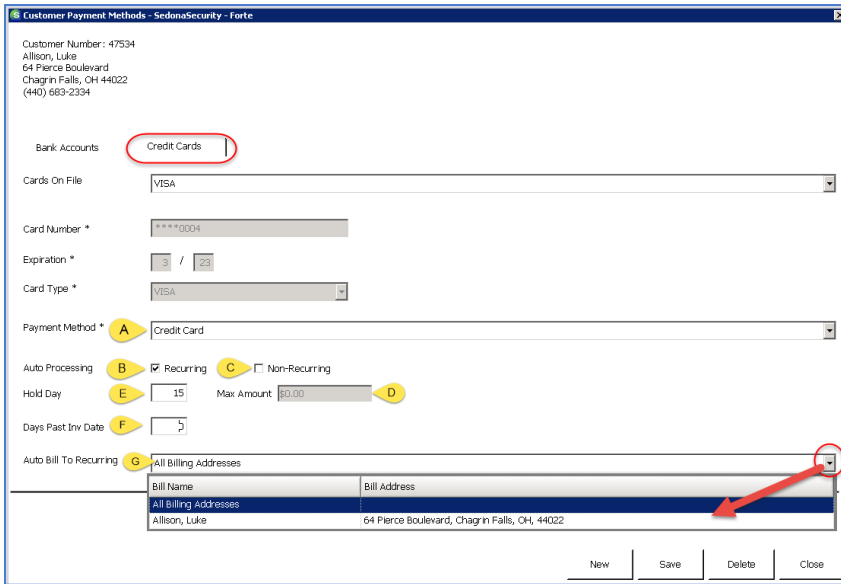 Customer Payment Methods - SedonaSecurity - Forte
Customer Number: 47534
Allison, Luke
64 Pierce Boulevard
Chagrin Falls, OH 44022
(440) 683-2334
Bank Accounts Credit Cards
Cards On File VISA
Card Number * ****0004
Expiration * 3 / 23
Card Type * VISA
Payment Method * A Credit Card
Auto Processing B Recurring C Non-Recurring
Hold Day E 15 Max Amount $0.00 D
Days Past Inv Date F
Auto Bill To Recurring G All Billing Addresses
Bill Name Bill Address
All Billing Addresses
Allison, Luke 64 Pierce Boulevard, Chagrin Falls, OH, 44022
New Save Delete Close